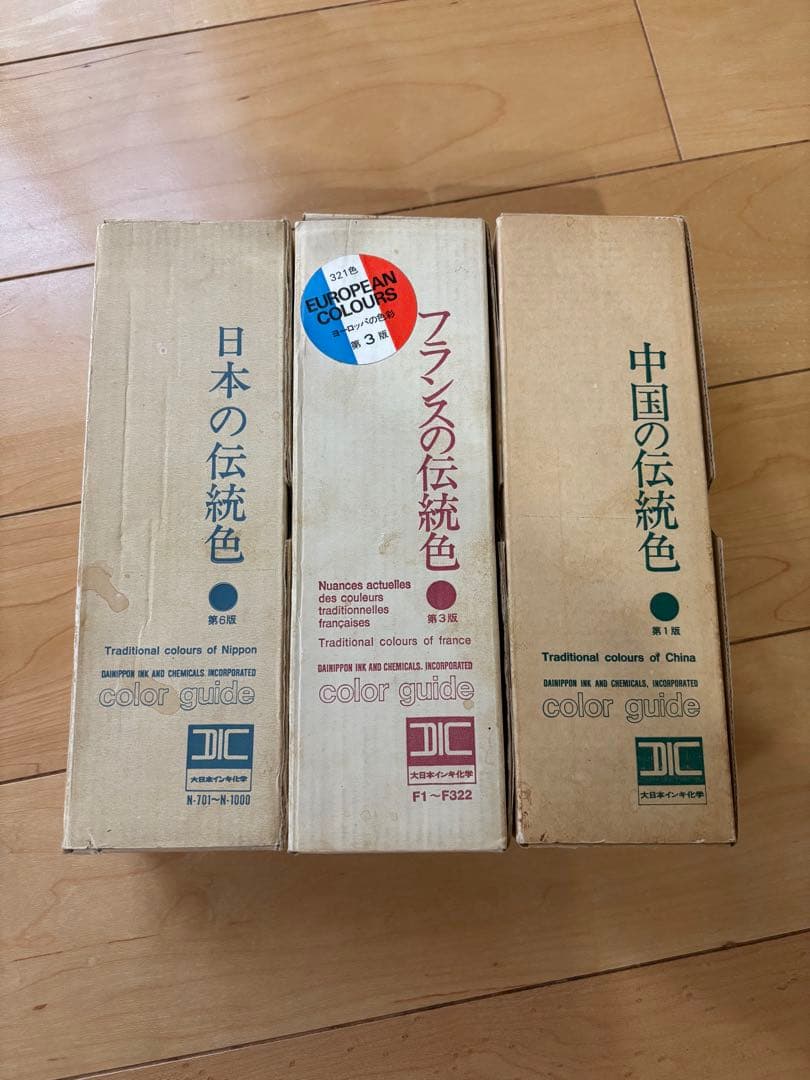 日本の伝統色
第6版
Traditional colours of Nippon
DAINIPPON INK AND CHEMICALS, INCORPORATED
color guide
DIC
大日本インキ化学
N-701〜N-1000
321色
EUROPEAN
COLOURS
ヨーロッパの色彩
第3版
フランスの伝統色
Nuances actuelles
des couleurs
traditionnelles
françaises
第3版
Traditional colours of france
DAINIPPON INK AND CHEMICALS, INCORPORATED
color guide
DIC
大日本インキ化学
F1〜F322
中国の伝統色
第1版
Traditional colours of China
DAINIPPON INK AND CHEMICALS, INCORPORATED
color guide
DIC
大日本インキ化学